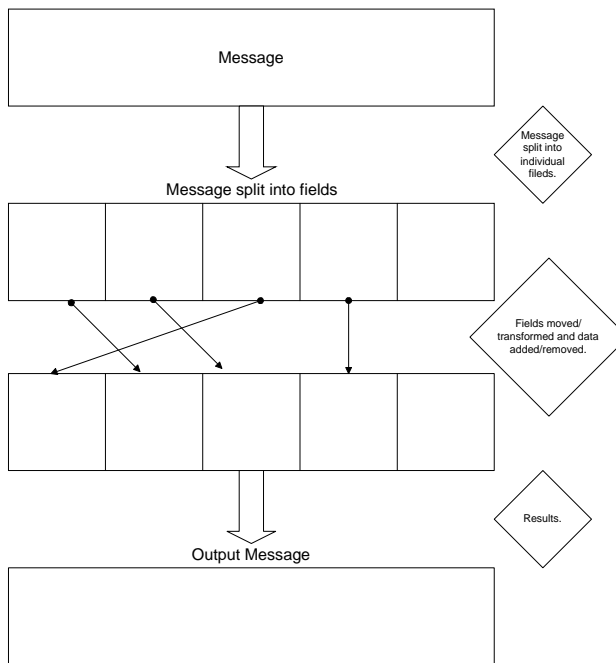 Message
Message
split into
individual
fileds.
Message split into fields
Fields moved/
transformed and data
added/removed.
Results.
Output Message